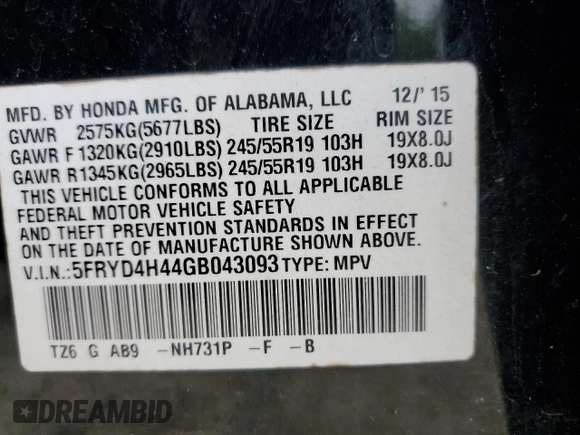 MFD. BY HONDA MFG. OF ALABAMA, LLC 12/'15
GVWR 2575KG(5677LBS) TIRE SIZE RIM SIZE
GAWR F 1320KG(2910LBS) 245/55R19 103H 19X8.0J
GAWR R1345KG(2965LBS) 245/55R19 103H 19X8.0J
THIS VEHICLE CONFORMS TO ALL APPLICABLE
FEDERAL MOTOR VEHICLE SAFETY
AND THEFT PREVENTION STANDARDS IN EFFECT
ON THE DATE OF MANUFACTURE SHOWN ABOVE.
V.I.N.:5FRYD4H44GB043093 TYPE: MPV
TZ6 G AB9 -NH731P -F -B
DREAMBID